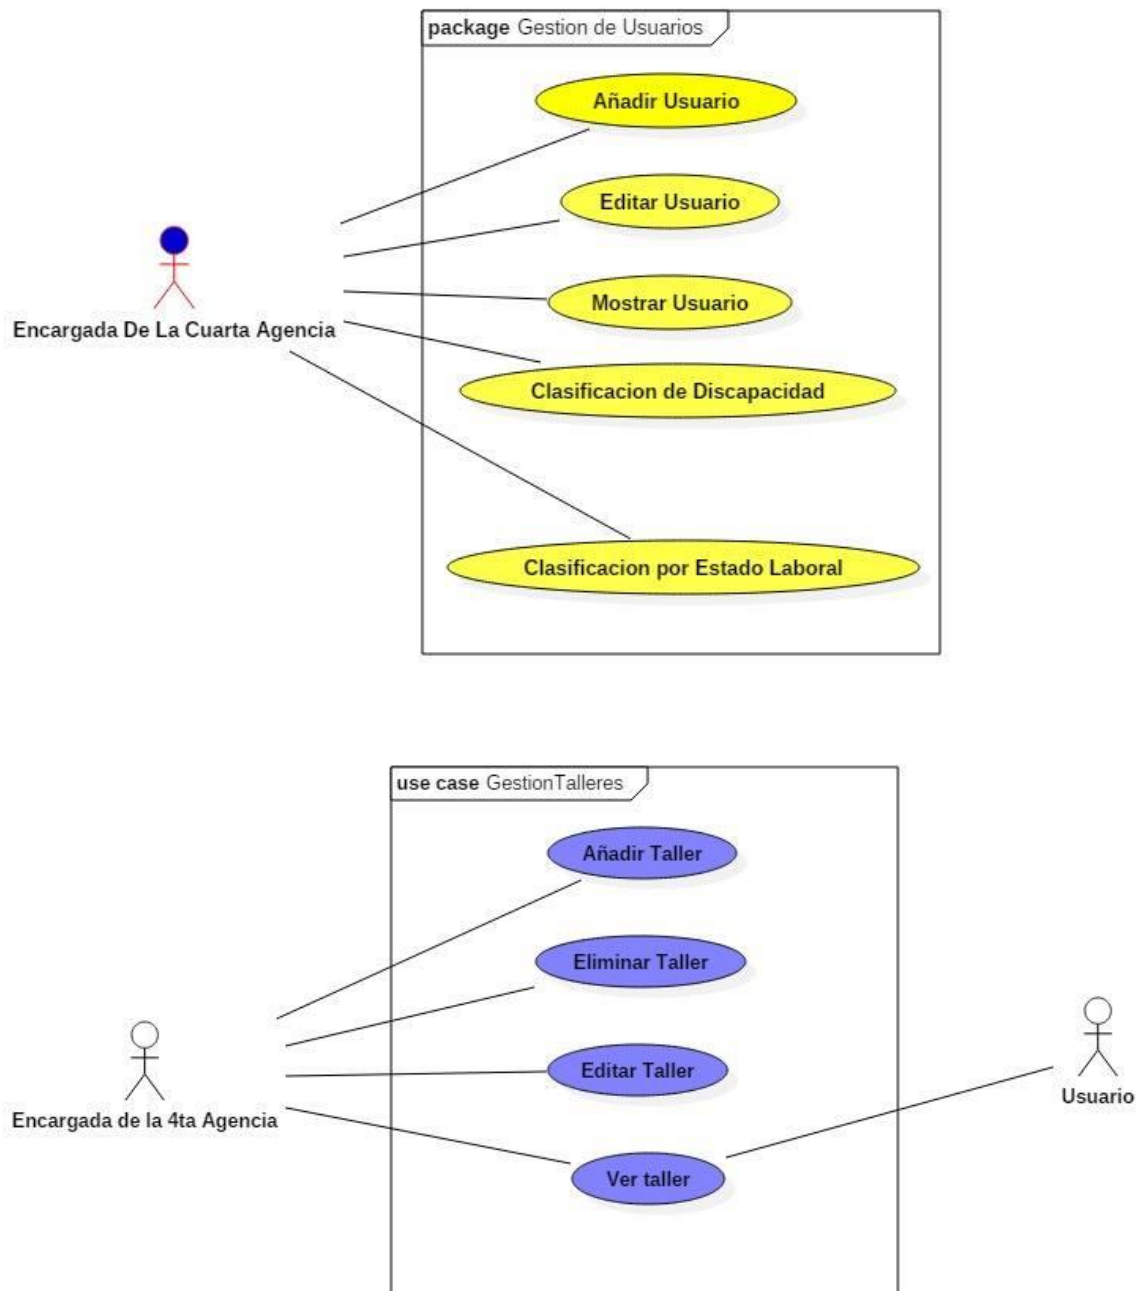 package Gestion de Usuarios
Añadir Usuario
Editar Usuario
Mostrar Usuario
Encargada De La Cuarta Agencia
Clasificacion de Discapacidad
Clasificacion por Estado Laboral
use case GestionTalleres
Añadir Taller
Eliminar Taller
Editar Taller
Usuario
Encargada de la 4ta Agencia
Ver taller